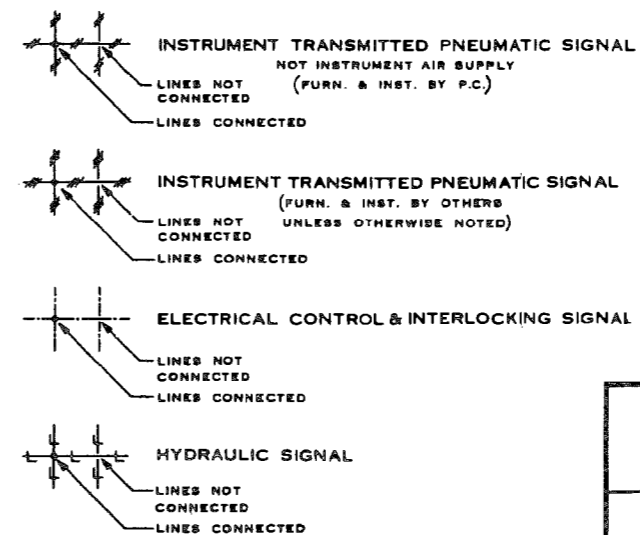 INSTRUMENT TRANSMITTED PNEUMATIC SIGNAL
NOT INSTRUMENT AIR SUPPLY
(FURN. & INST. BY P.C.)
LINES NOT
CONNECTED
LINES CONNECTED
INSTRUMENT TRANSMITTED PNEUMATIC SIGNAL
(FURN. & INST. BY OTHERS
UNLESS OTHERWISE NOTED)
LINES NOT
CONNECTED
LINES CONNECTED
ELECTRICAL CONTROL & INTERLOCKING SIGNAL
LINES NOT
CONNECTED
LINES CONNECTED
HYDRAULIC SIGNAL
LINES NOT
CONNECTED
LINES CONNECTED